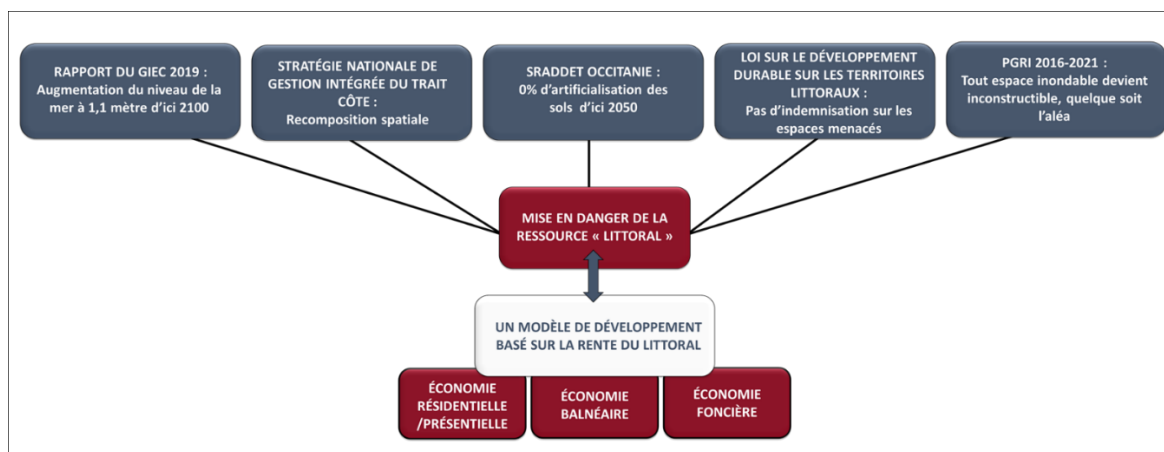 RAPPORT DU GIEC 2019 :
Augmentation du niveau de la
mer à 1,1 mètre d'ici 2100
STRATÉGIE NATIONALE DE
GESTION INTÉGRÉE DU TRAIT
CÔTE :
Recomposition spatiale
SRADDET OCCITANIE :
0% d'artificialisation des
sols d'ici 2050
LOI SUR LE DÉVELOPPEMENT
DURABLE SUR LES TERRITOIRES
LITTORAUX :
Pas d'indemnisation sur les
espaces menacés
PGRI 2016-2021 :
Tout espace inondable devient
inconstructible, quelque soit
l'aléa
MISE EN DANGER DE LA
RESSOURCE « LITTORAL »
UN MODÈLE DE DÉVELOPPEMENT
BASÉ SUR LA RENTE DU LITTORAL
ÉCONOMIE
RÉSIDENTIELLE
/PRÉSENTIELLE
ÉCONOMIE
BALNÉAIRE
ÉCONOMIE
FONCIÈRE